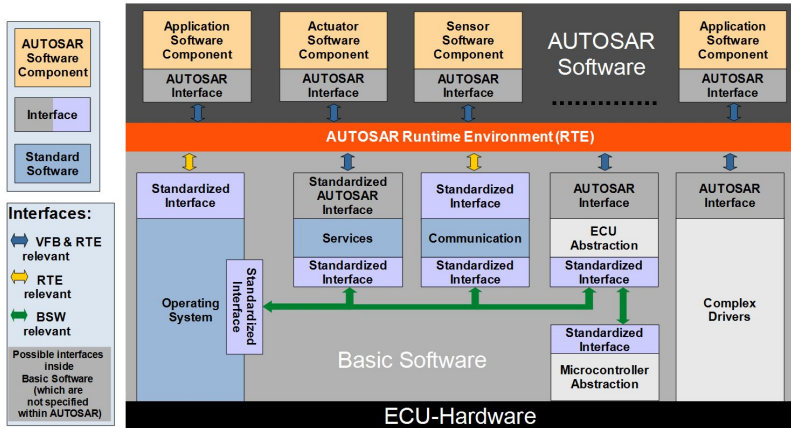 AUTOSAR
Software
Component
Interface
Standard
Software
Interfaces:
VFB & RTE
relevant
RTE
relevant
BSW
relevant
Possible interfaces
inside
Basic Software
(which are
not specified
within AUTOSAR)
Application
Software
Component
AUTOSAR
Interface
Actuator
Software
Component
AUTOSAR
Interface
Sensor
Software
Component
AUTOSAR
Interface
AUTOSAR
Software
Application
Software
Component
AUTOSAR
Interface
AUTOSAR Runtime Environment (RTE)
Standardized
Interface
Operating
System
Standardized
Interface
Standardized
AUTOSAR
Interface
Services
Standardized
Interface
Standardized
Interface
Communication
Standardized
Interface
AUTOSAR
Interface
ECU
Abstraction
Standardized
Interface
Standardized
Interface
Microcontroller
Abstraction
AUTOSAR
Interface
Complex
Drivers
Basic Software
ECU-Hardware